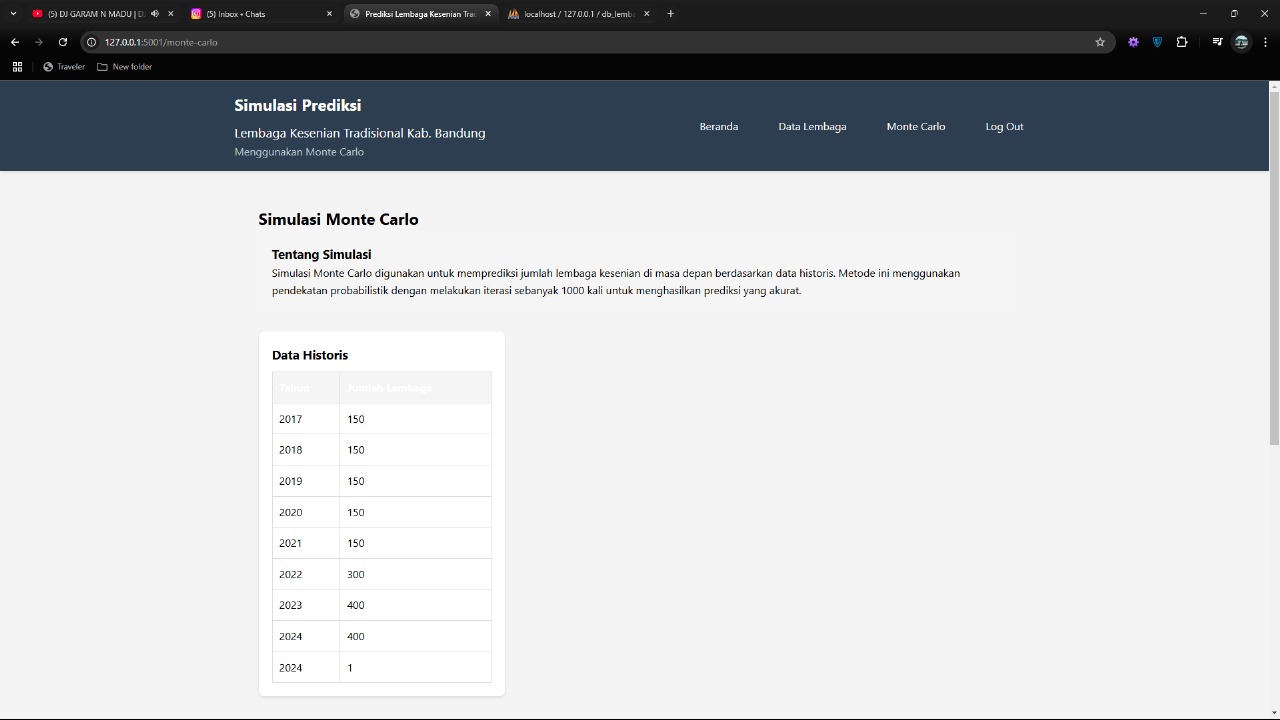 (5) DJ GARAM N MADU | D
(5) Inbox • Chats
Prediksi Lembaga Kesenian Tra
localhost / 127.0.0.1 / db_lemb
127.0.0.1:5001/monte-carlo
Traveler
New folder
Simulasi Prediksi
Lembaga Kesenian Tradisional Kab. Bandung
Menggunakan Monte Carlo
Beranda Data Lembaga Monte Carlo Log Out
Simulasi Monte Carlo
Tentang Simulasi
Simulasi Monte Carlo digunakan untuk memprediksi jumlah lembaga kesenian di masa depan berdasarkan data historis. Metode ini menggunakan
pendekatan probabilistik dengan melakukan iterasi sebanyak 1000 kali untuk menghasilkan prediksi yang akurat.
Data Historis
Tahun Jumlah Lembaga
2017 150
2018 150
2019 150
2020 150
2021 150
2022 300
2023 400
2024 400
2024 1